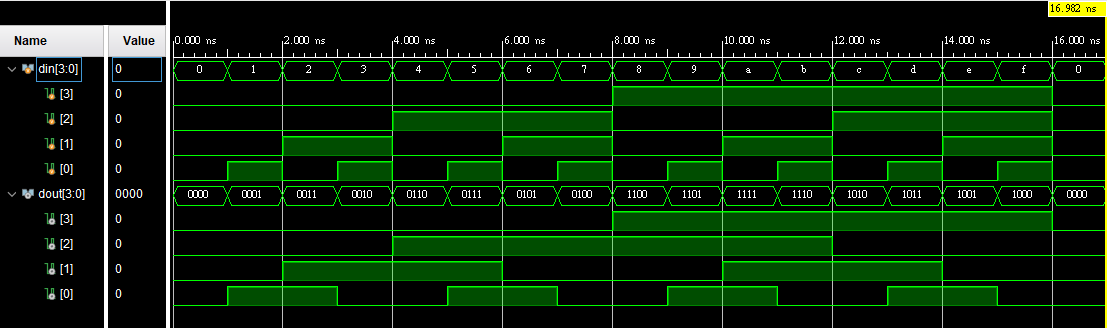 16.982 ns
Name Value
0.000 ns 2.000 ns 4.000 ns 6.000 ns 8.000 ns 10.000 ns 12.000 ns 14.000 ns 16.000
din[3:0] 0 0 1 2 3 4 5 6 7 8 9 a b c d e f 0
[3] 0
[2] 0
[1] 0
[0] 0
dout[3:0] 0000 0000 0001 0011 0010 0110 0111 0101 0100 1100 1101 1111 1110 1010 1011 1001 1000 0000
[3] 0
[2] 0
[1] 0
[0] 0